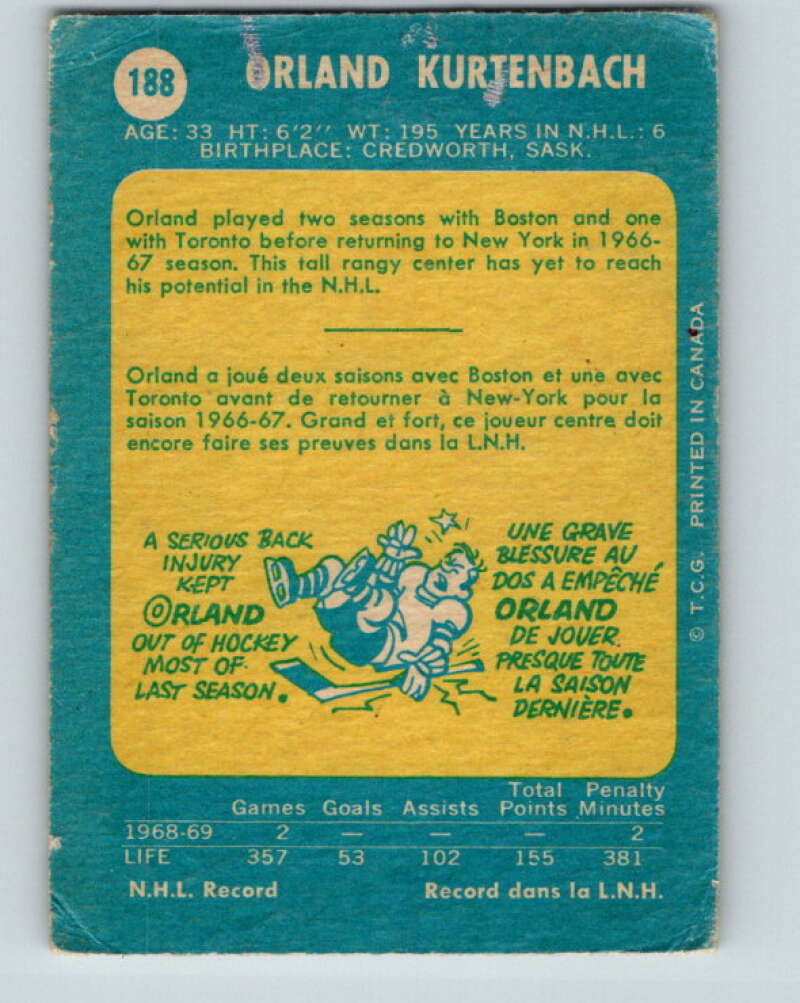 188
ORLAND KURTENBACH
AGE: 33 HT: 6'2" WT: 195 YEARS IN N.H.L.: 6
BIRTHPLACE: CREDWORTH, SASK.
Orland played two seasons with Boston and one
with Toronto before returning to New York in 1966-
67 season. This tall rangy center has yet to reach
his potential in the N.H.L.
Orland a joué deux saisons avec Boston et une avec
Toronto avant de retourner à New-York pour la
saison 1966-67. Grand et fort, ce joueur centre doit
encore faire ses preuves dans la L.N.H.
A SERIOUS BACK
INJURY
KEPT
ORLAND
OUT OF HOCKEY
MOST OF
LAST SEASON.
UNE GRAVE
BLESSURE AU
DOS A EMPÊCHÉ
ORLAND
DE JOUER
PRESQUE TOUTE
LA SAISON
DERNIÈRE.
© T.C.G. PRINTED IN CANADA
Total Penalty
Games Goals Assists Points Minutes
1968-69 2 — — — 2
LIFE 357 53 102 155 381
N.H.L. Record Record dans la L.N.H.